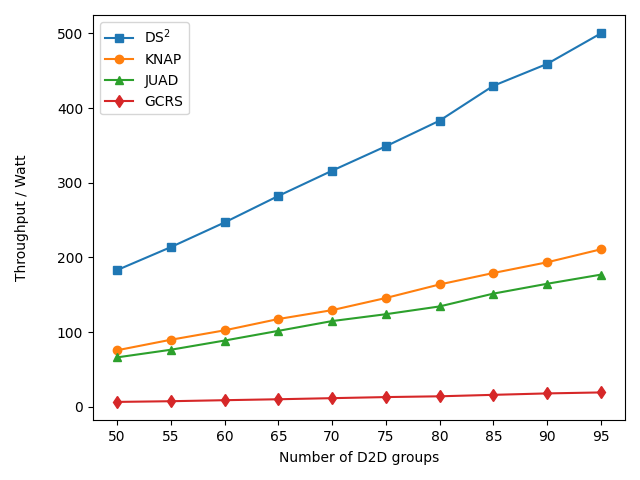 DS²
KNAP
JUAD
GCRS
Throughput / Watt
500
400
300
200
100
0
50 55 60 65 70 75 80 85 90 95
Number of D2D groups